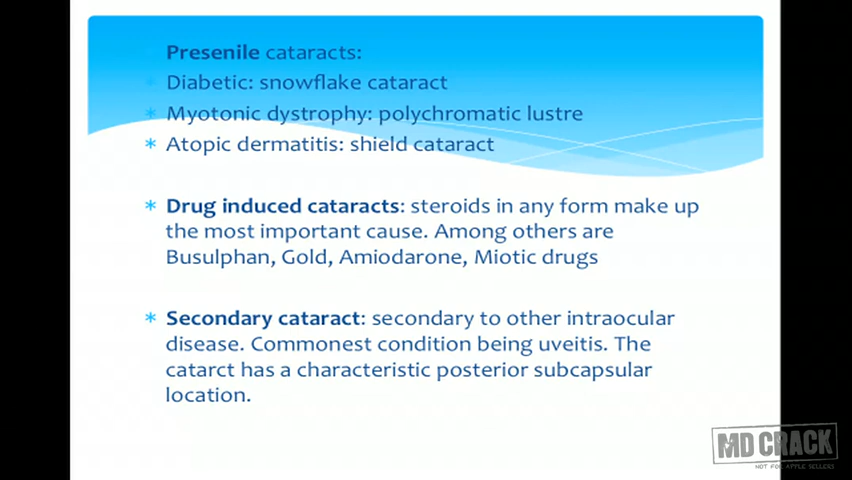 Presenile cataracts:
* Diabetic: snowflake cataract
* Myotonic dystrophy: polychromatic lustre
* Atopic dermatitis: shield cataract
* Drug induced cataracts: steroids in any form make up
the most important cause. Among others are
Busulphan, Gold, Amiodarone, Miotic drugs
* Secondary cataract: secondary to other intraocular
disease. Commonest condition being uveitis. The
catarct has a characteristic posterior subcapsular
location.
MD CRACK
NOT FOR APPLE SELLERS